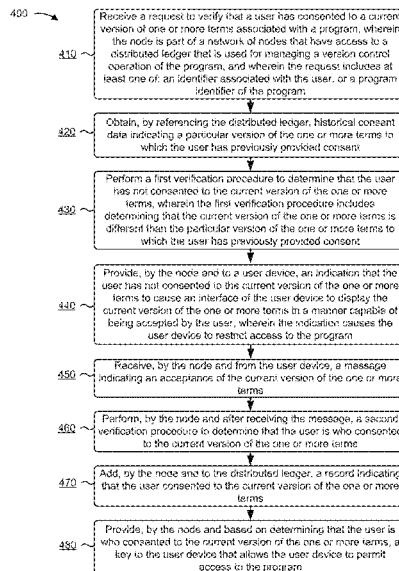 400
410
Receive a request to verify that a user has consented to a current
version of one or more terms associated with a program, wherein
the node is part of a network of nodes that have access to a
distributed ledger that is used for managing a version control
operation of the program, and wherein the request includes at
least one of: an identifier associated with the user, or a program
identifier of the program
420
Obtain, by referencing the distributed ledger, historical consent
data indicating a particular version of the one or more terms to
which the user has previously provided consent
430
Perform a first verification procedure to determine that the user
has not consented to the current version of the one or more
terms, wherein the first verification procedure includes
determining that the current version of the one or more terms is
different than the particular version of the one or more terms to
which the user has previously provided consent
440
Provide, by the node and to a user device, an indication that the
user has not consented to the current version of the one or more
terms to cause an interface of the user device to display the
current version of the one or more terms in a manner capable of
being accepted by the user, wherein the indication causes the
user device to restrict access to the program
450
Receive, by the node and from the user device, a message
indicating an acceptance of the current version of the one or more
terms
460
Perform, by the node and after receiving the message, a second
verification procedure to determine that the user is who consented
to the current version of the one or more terms
470
Add, by the node and to the distributed ledger, a record indicating
that the user consented to the current version of the one or more
terms
480
Provide, by the node and based on determining that the user is
who consented to the current version of the one or more terms, a
key to the user device that allows the user device to permit
access to the program